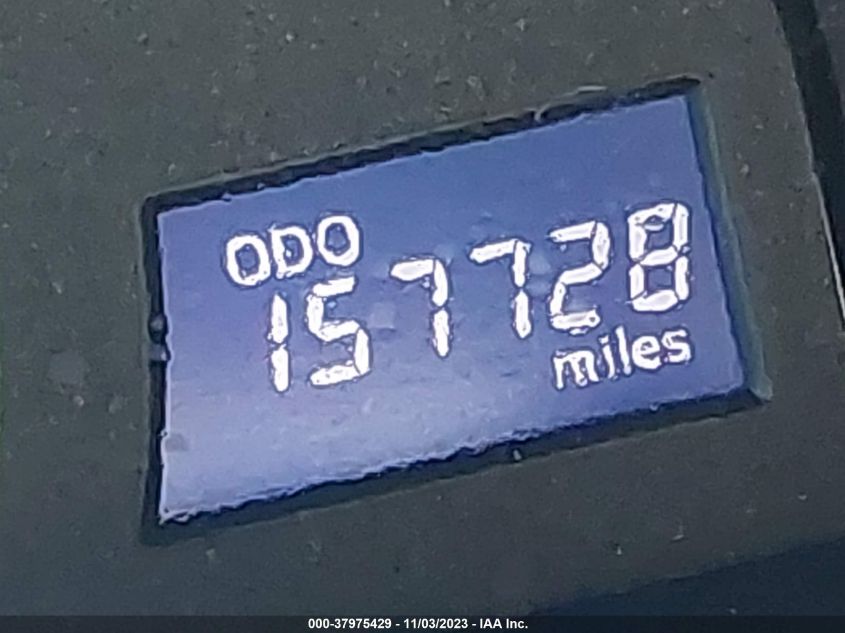 ODO
157728
miles
000-37975429 - 11/03/2023 - IAA Inc.